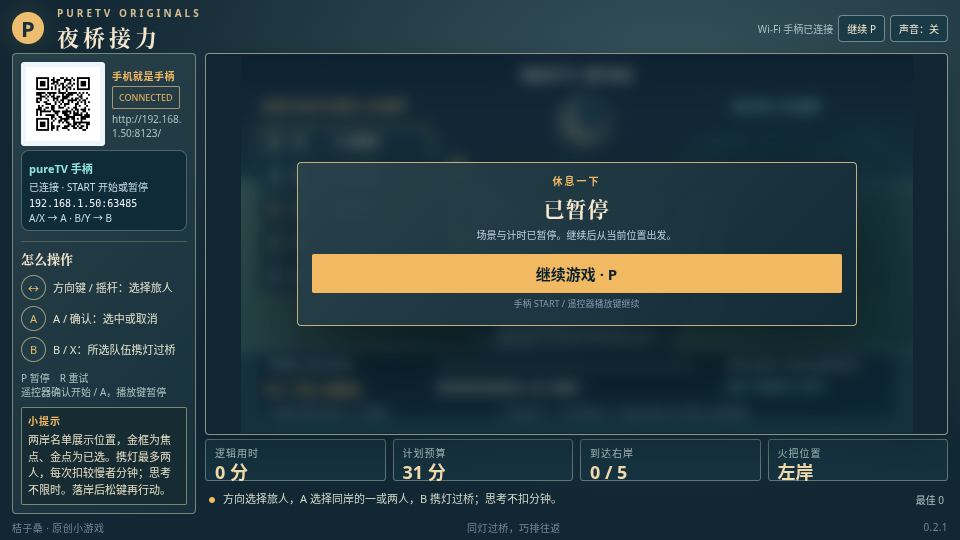 P
PURETV ORIGINALS
夜桥接力
Wi-Fi 手柄已连接
继续 P
声音：关
手机就是手柄
CONNECTED
http://192.168.
1.50:8123/
pureTV 手柄
已连接 · START 开始或暂停
192.168.1.50:63485
A/X → A · B/Y → B
怎么操作
↔ 方向键 / 摇杆：选择旅人
A A / 确认：选中或取消
B B / X：所选队伍携灯过桥
P 暂停 R 重试
遥控器确认开始 / A，播放键暂停
小提示
两岸名单展示位置，金框为焦
点、金点为已选。携灯最多两
人，每次扣较慢者分钟；思考
不限时。落岸后松键再行动。
休息一下
已暂停
场景与计时已暂停。继续后从当前位置出发。
继续游戏 · P
手柄 START / 遥控器播放键继续
逻辑用时
0 分
计划预算
31 分
到达右岸
0 / 5
火把位置
左岸
方向选择旅人，A 选择同岸的一或两人，B 携灯过桥；思考不扣分钟。
最佳 0
桔子桑 · 原创小游戏
同灯过桥，巧排往返
0.2.1